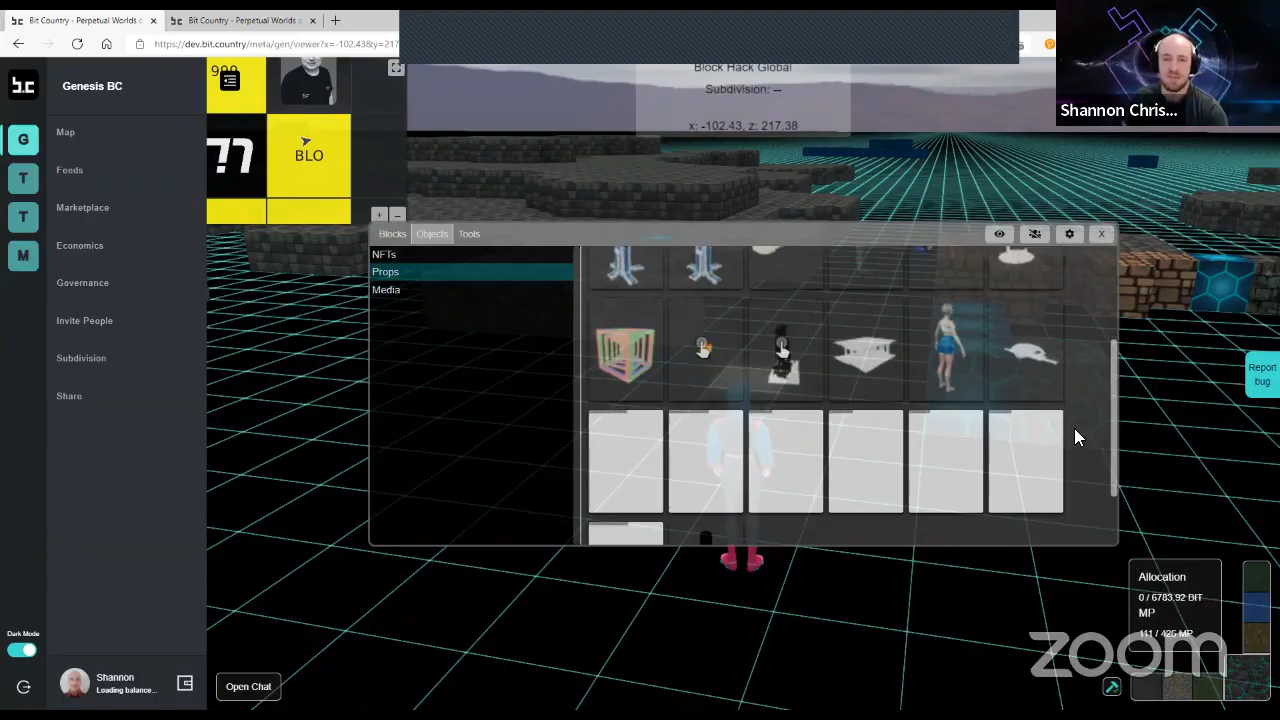 Bit Country - Perpetual Worlds o
Bit Country - Perpetual Worlds o
https://dev.bit.country/meta/gen/viewer?x=-102.43&y=217
Shannon Chris...
b.c
Genesis BC
G
T
T
M
Map
Feeds
Marketplace
Economics
Governance
Invite People
Subdivision
Share
BLO
Block Hack Global
Subdivision: --
x: -102.43, z: 217.38
+
–
Blocks
Objects
Tools
X
NFTs
Props
Media
Report
bug
Allocation
0 / 6783.92 BIT
MP
111 / 426 MP
zoom
Dark Mode
Shannon
Loading balance...
Open Chat